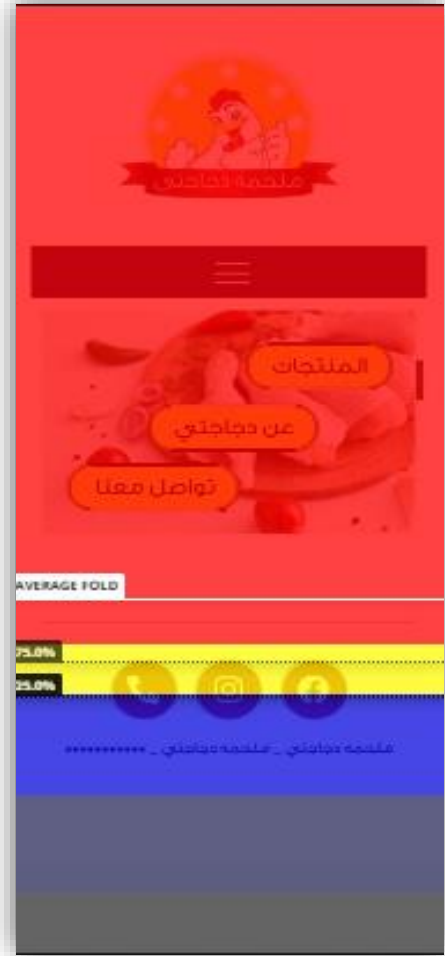 ملحمة دجاجتي
المنتجات
عن دجاجتي
تواصل معنا
AVERAGE FOLD
75.0%
25.0%
ملحمة دجاجتي _ ملحمة دجاجتي _ ***********